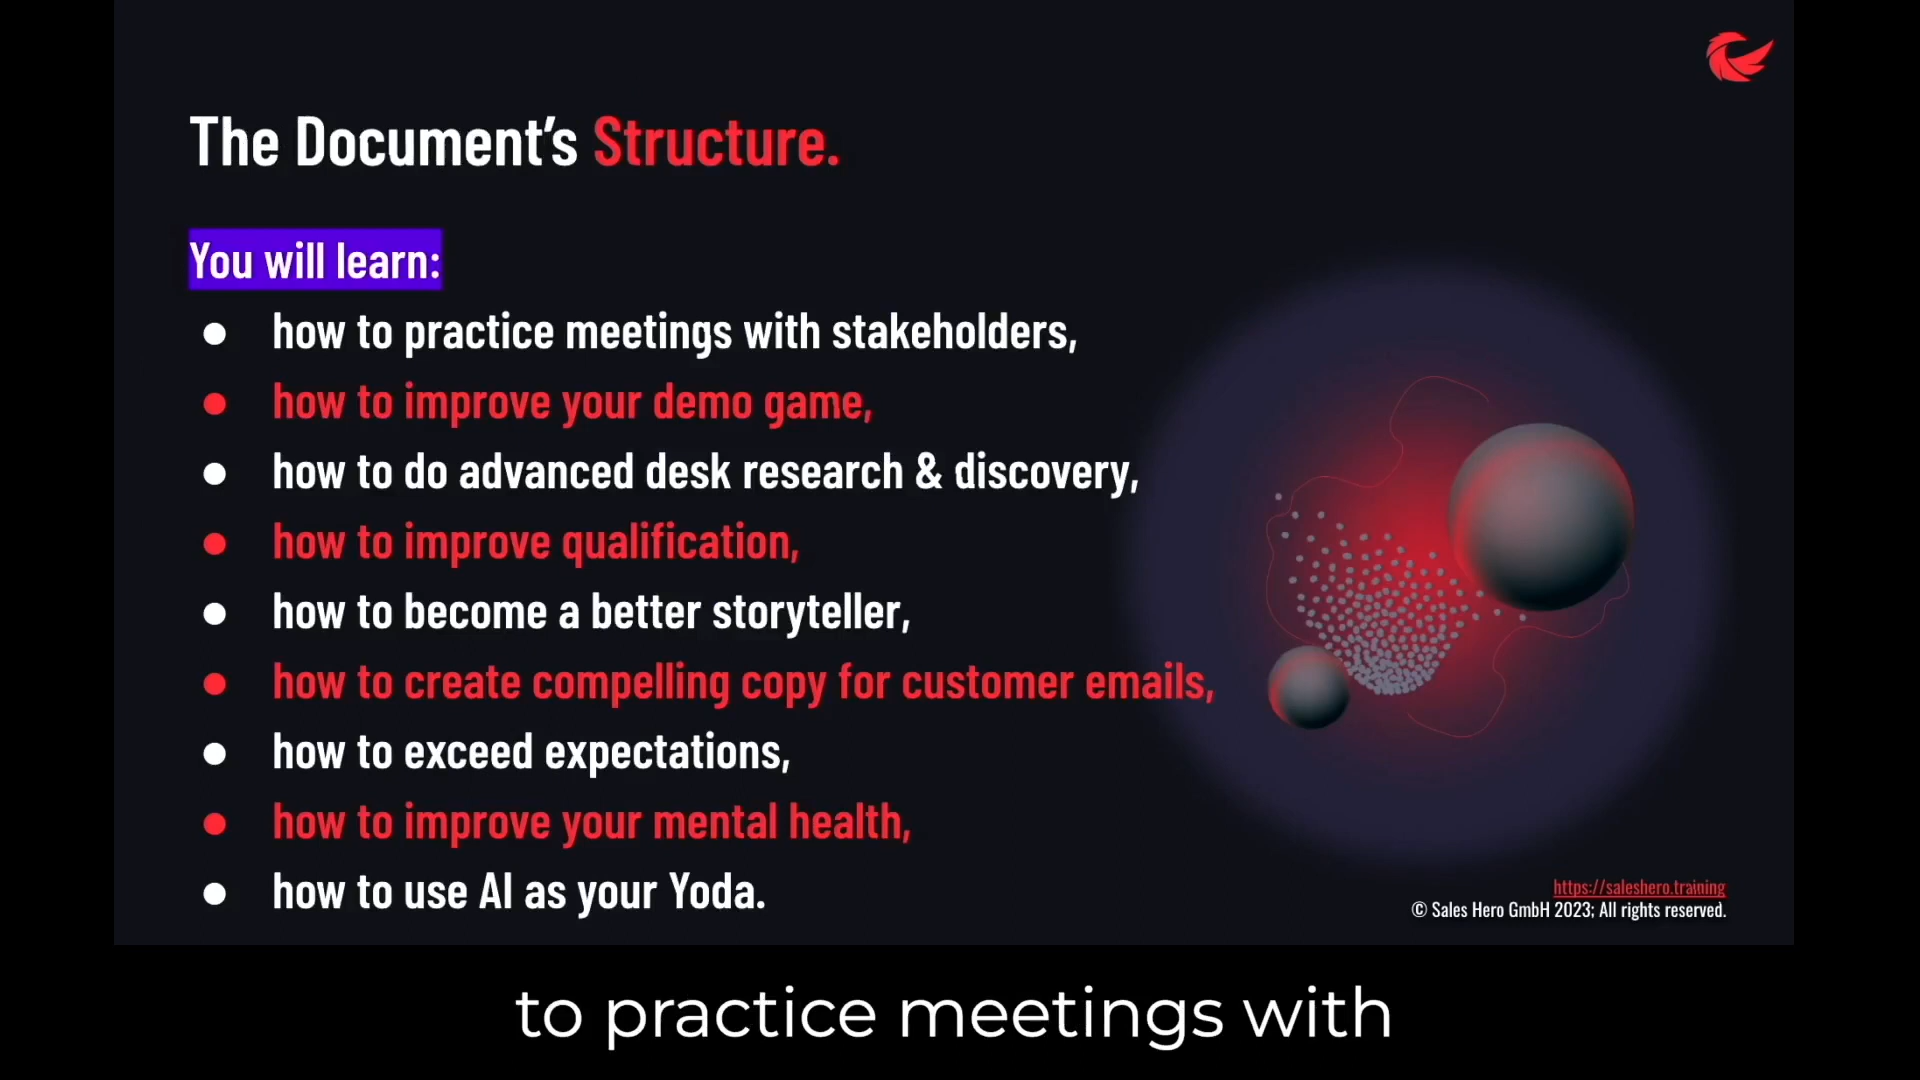 The Document's Structure.
You will learn:
● how to practice meetings with stakeholders,
● how to improve your demo game,
● how to do advanced desk research & discovery,
● how to improve qualification,
● how to become a better storyteller,
● how to create compelling copy for customer emails,
● how to exceed expectations,
● how to improve your mental health,
● how to use AI as your Yoda.
https://saleshero.training
© Sales Hero GmbH 2023; All rights reserved.
to practice meetings with